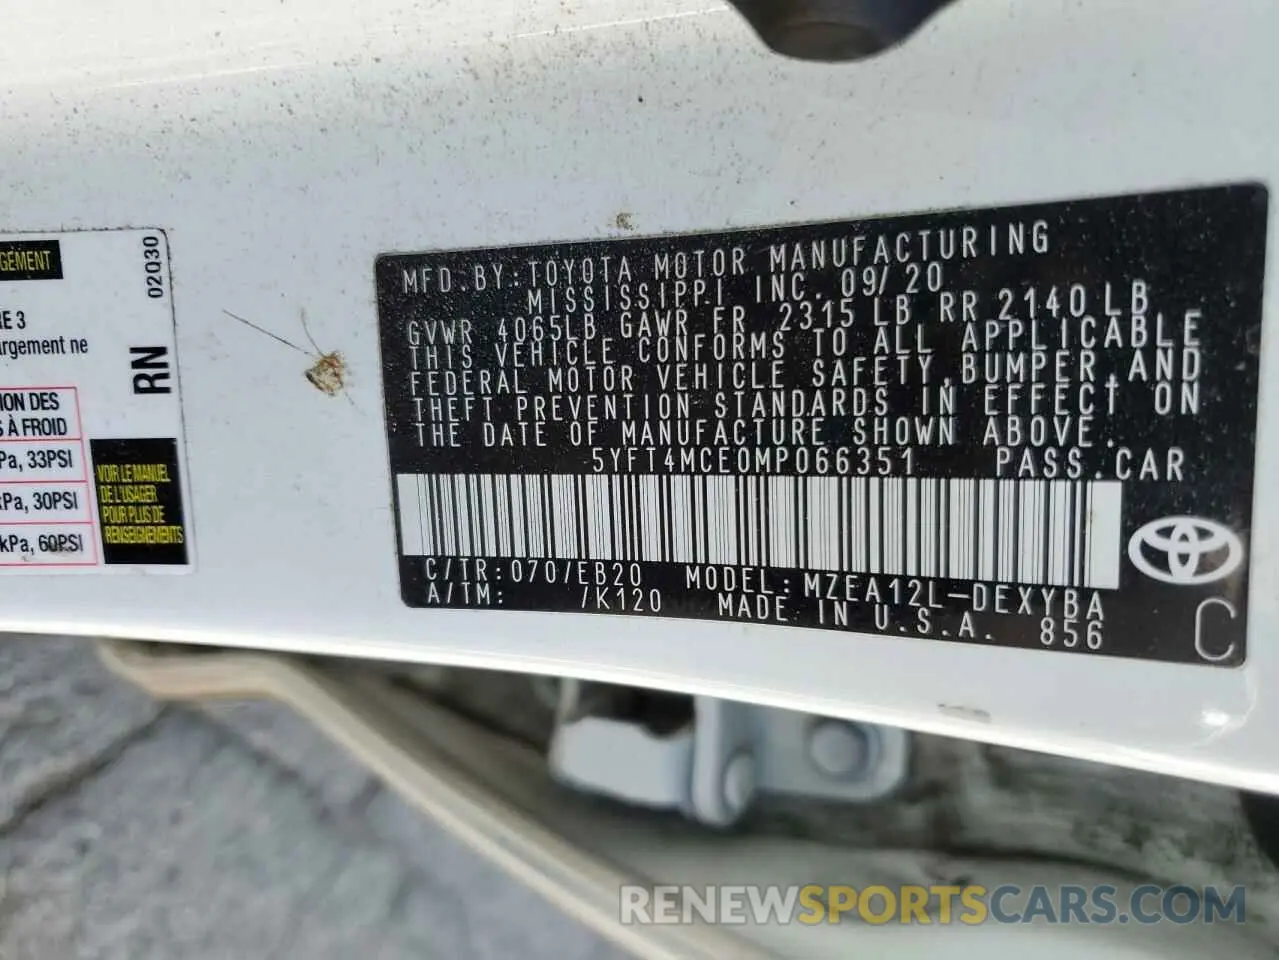 GEMENT
RE 3
argement ne
ION DES
S À FROID
Pa, 33PSI
kPa, 30PSI
kPa, 60PSI
02Q30
RN
VOIR LE MANUEL
DE L'USAGER
POUR PLUS DE
RENSEIGNEMENTS
MFD.BY:TOYOTA MOTOR MANUFACTURING
MISSISSIPPI INC. 09/20
GVWR 4065LB GAWR FR 2315 LB RR 2140LB
THIS VEHICLE CONFORMS TO ALL APPLICABLE
FEDERAL MOTOR VEHICLE SAFETY,BUMPER,AND
THEFT PREVENTION STANDARDS IN EFFECT ON
THE DATE OF MANUFACTURE SHOWN ABOVE.
5YFT4MCE0MP066351 PASS.CAR
C/TR:070/EB20 MODEL:MZEA12L-DEXYBA
A/TM: /K120 MADE IN U.S.A. 856
C
RENEWSPORTSCARS.COM